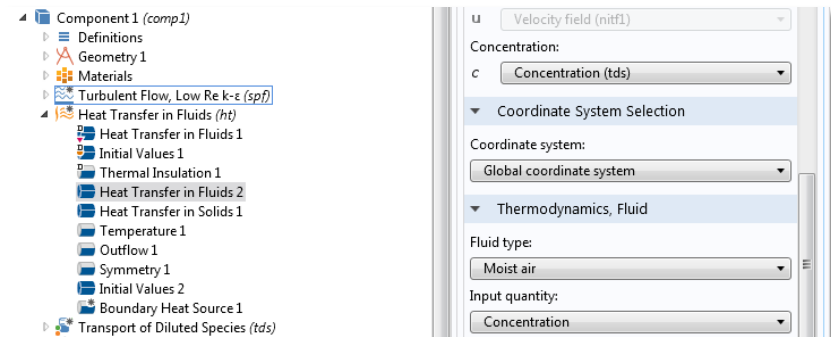 Component 1 (comp1)
Definitions
Geometry 1
Materials
Turbulent Flow, Low Re k-ε (spf)
Heat Transfer in Fluids (ht)
Heat Transfer in Fluids 1
Initial Values 1
Thermal Insulation 1
Heat Transfer in Fluids 2
Heat Transfer in Solids 1
Temperature 1
Outflow 1
Symmetry 1
Initial Values 2
Boundary Heat Source 1
Transport of Diluted Species (tds)
u Velocity field (nitf1)
Concentration:
c Concentration (tds)
Coordinate System Selection
Coordinate system:
Global coordinate system
Thermodynamics, Fluid
Fluid type:
Moist air
Input quantity:
Concentration